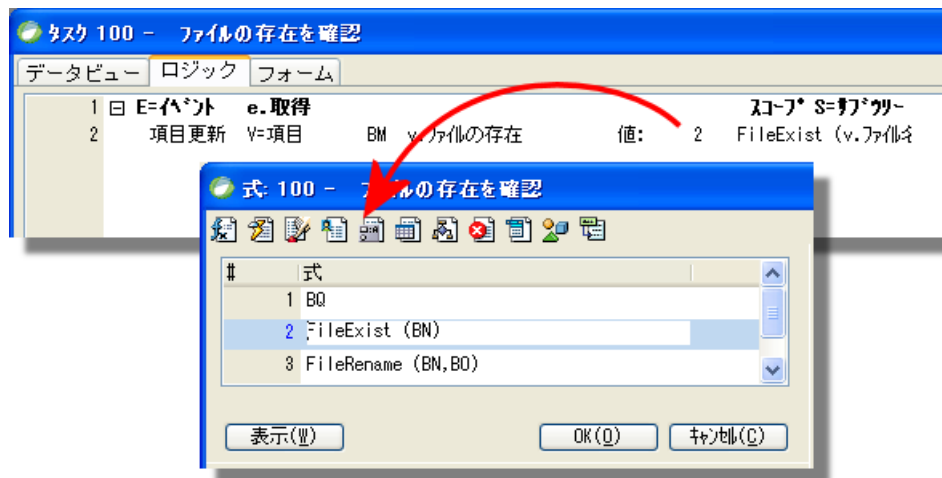 タスク 100 - ファイルの存在を確認
データビュー ロジック フォーム
1 E=イベント e.取得 スコープ S=サブツリー
2 項目更新 V=項目 BM v.ファイルの存在 値: 2 FileExist (v.ファイル名
式: 100 - ファイルの存在を確認
# 式
1 BQ
2 FileExist (BN)
3 FileRename (BN,BO)
表示(W) OK(O) キャンセル(C)